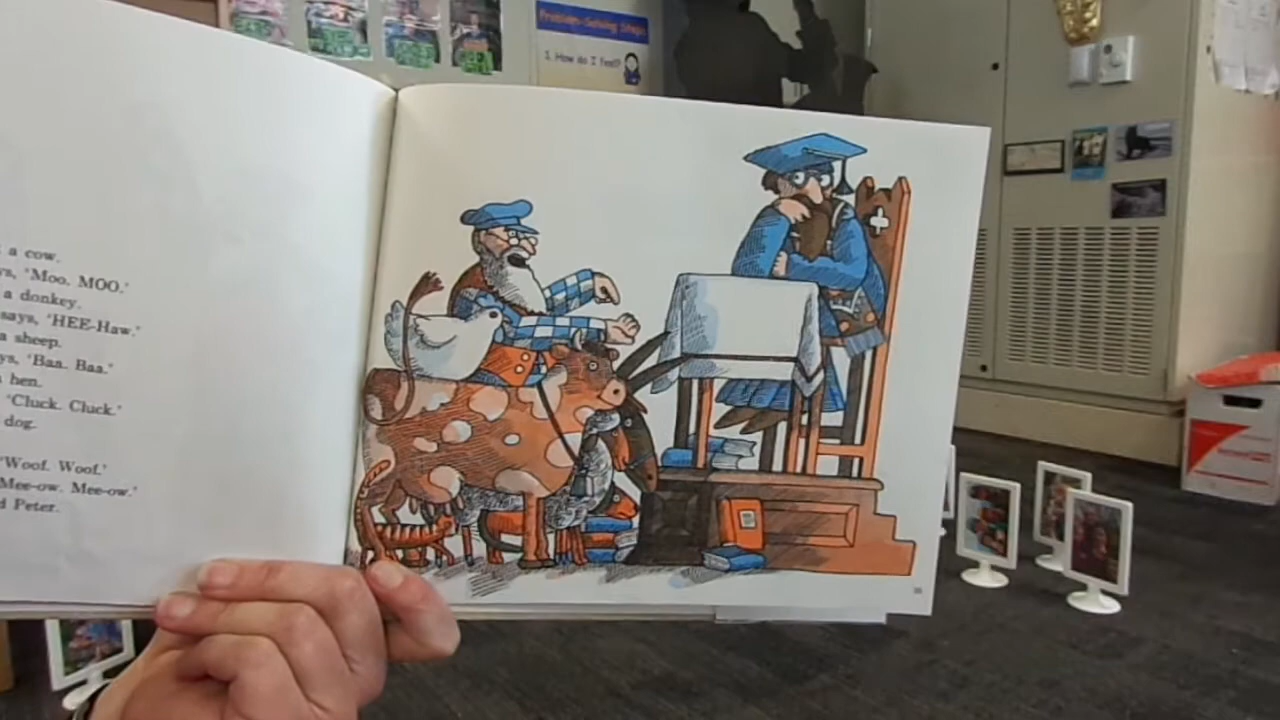 a cow.
'Moo. MOO.'
a donkey.
says, 'HEE-Haw.'
a sheep.
'Baa. Baa.'
hen.
'Cluck. Cluck.'
dog.
'Woof. Woof.'
'Mee-ow. Mee-ow.'
Peter.
Problem-Solving Steps
1. How do I feel?